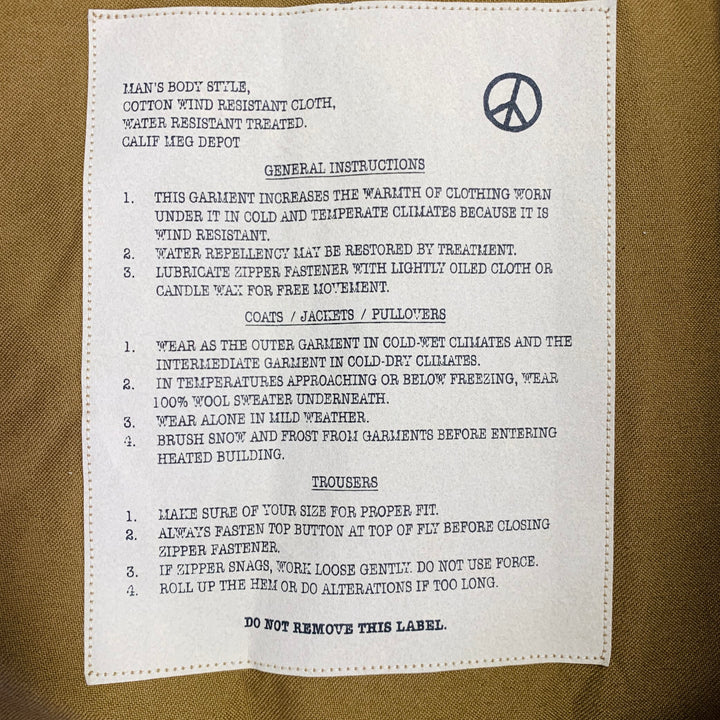 MAN'S BODY STYLE,
COTTON WIND RESISTANT CLOTH,
WATER RESISTANT TREATED.
CALIF MEG DEPOT
GENERAL INSTRUCTIONS
1. THIS GARMENT INCREASES THE WARMTH OF CLOTHING WORN
UNDER IT IN COLD AND TEMPERATE CLIMATES BECAUSE IT IS
WIND RESISTANT.
2. WATER REPELLENCY MAY BE RESTORED BY TREATMENT.
3. LUBRICATE ZIPPER FASTENER WITH LIGHTLY OILED CLOTH OR
CANDLE WAX FOR FREE MOVEMENT.
COATS / JACKETS / PULLOVERS
1. WEAR AS THE OUTER GARMENT IN COLD-WET CLIMATES AND THE
INTERMEDIATE GARMENT IN COLD-DRY CLIMATES.
2. IN TEMPERATURES APPROACHING OR BELOW FREEZING, WEAR
100% WOOL SWEATER UNDERNEATH.
3. WEAR ALONE IN MILD WEATHER.
4. BRUSH SNOW AND FROST FROM GARMENTS BEFORE ENTERING
HEATED BUILDING.
TROUSERS
1. MAKE SURE OF YOUR SIZE FOR PROPER FIT.
2. ALWAYS FASTEN TOP BUTTON AT TOP OF FLY BEFORE CLOSING
ZIPPER FASTENER.
3. IF ZIPPER SNAGS, WORK LOOSE GENTLY. DO NOT USE FORCE.
4. ROLL UP THE HEM OR DO ALTERATIONS IF TOO LONG.
DO NOT REMOVE THIS LABEL.